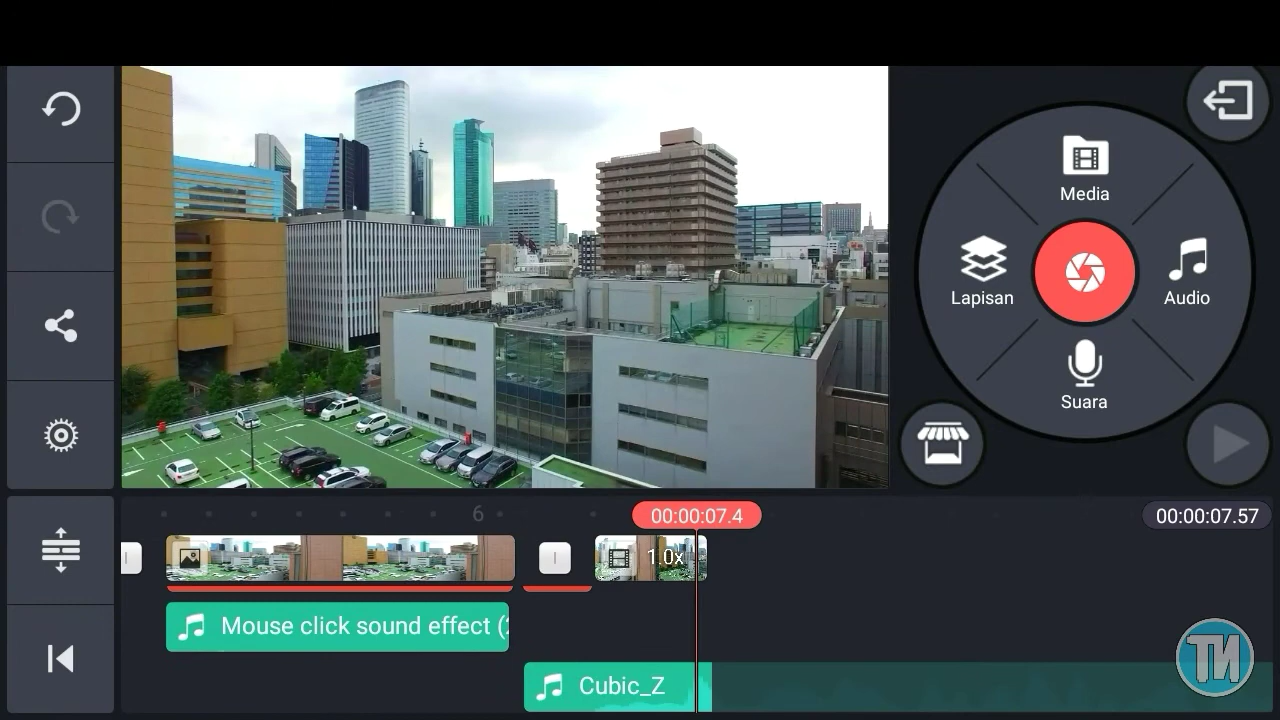 Media
Lapisan
Audio
Suara
6
00:00:07.4
00:00:07.57
1.0x
Mouse click sound effect (
Cubic_Z
ТИ